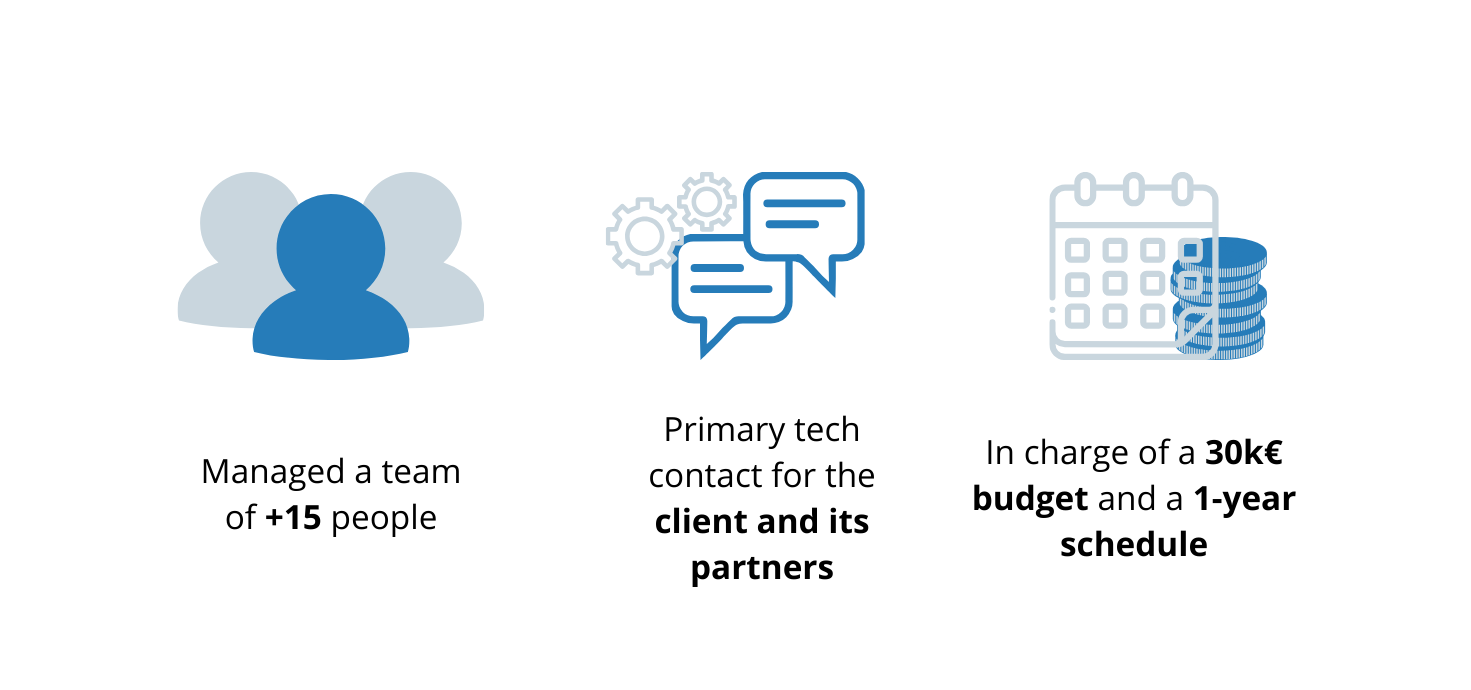 Managed a team
of +15 people
Primary tech
contact for the
client and its
partners
In charge of a 30k€
budget and a 1-year
schedule